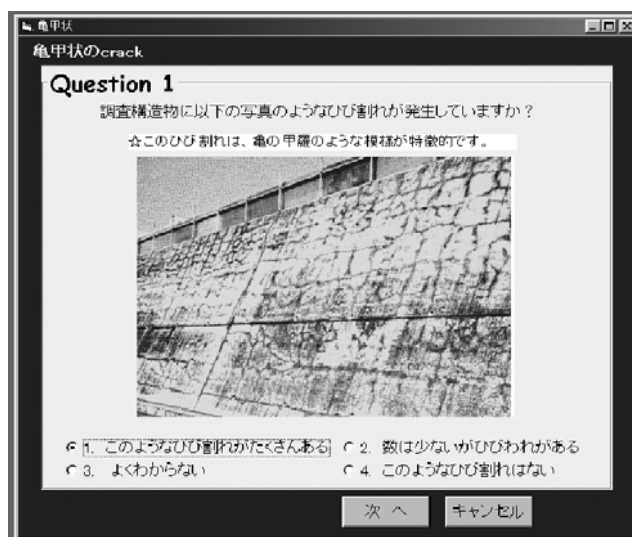 亀甲状
亀甲状のcrack
Question 1
調査構造物に以下の写真のようなひび割れが発生していますか？
☆このひび割れは、亀の甲羅のような模様が特徴的です。
1. このようなひび割れがたくさんある
2. 数は少ないがひびわれがある
3. よくわからない
4. このようなひび割れはない
次 へ
キャンセル